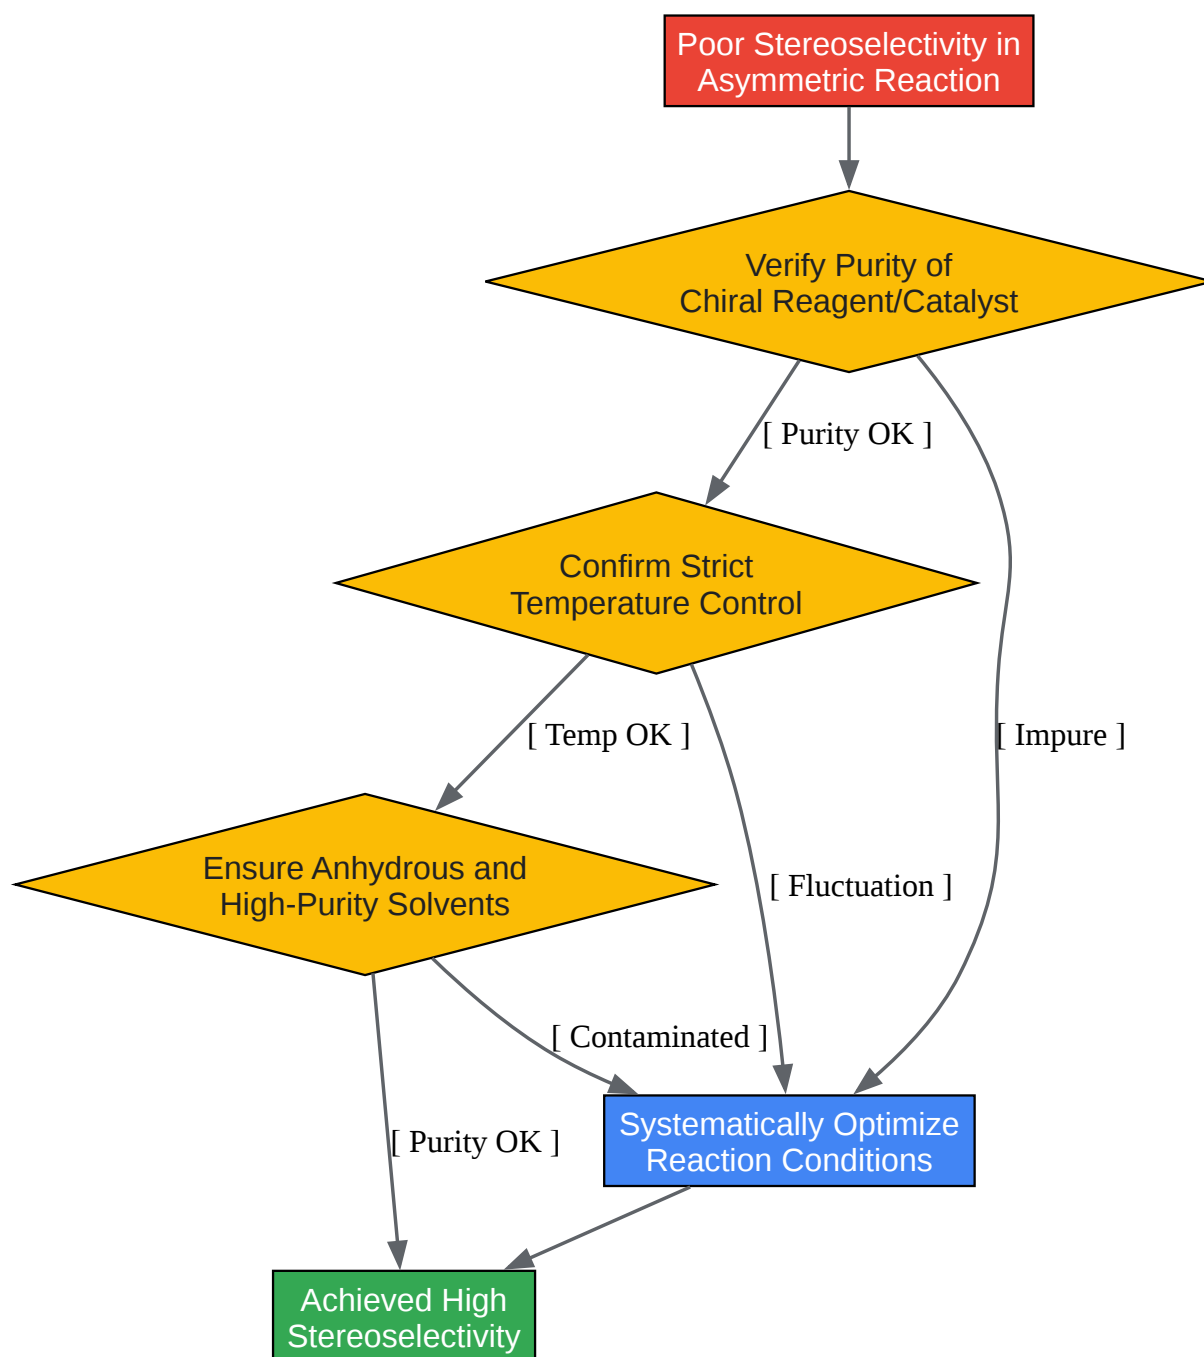 Poor Stereoselectivity in
Asymmetric Reaction
Verify Purity of
Chiral Reagent/Catalyst
[ Purity OK ]
Confirm Strict
Temperature Control
[ Temp OK ]
[ Impure ]
Ensure Anhydrous and
High-Purity Solvents
[ Fluctuation ]
[ Contaminated ]
[ Purity OK ]
Systematically Optimize
Reaction Conditions
Achieved High
Stereoselectivity